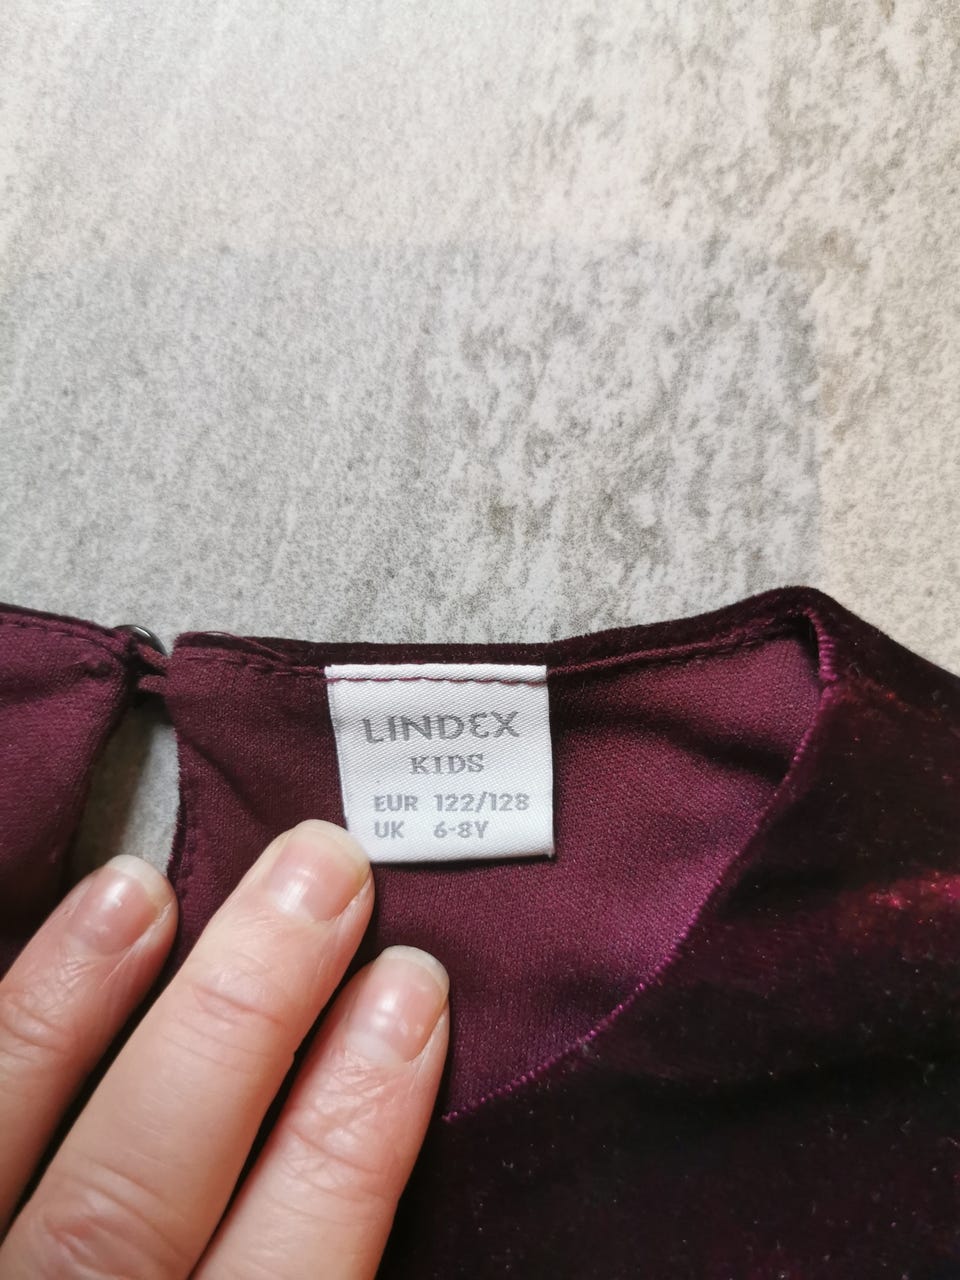 LINDEX
KIDS
EUR 122/128
UK 6-8Y